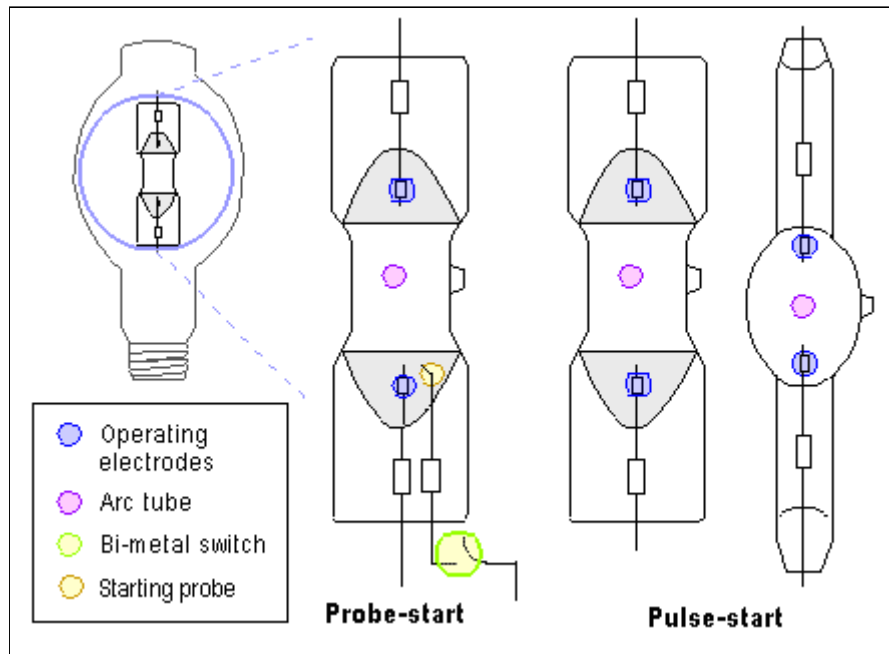 Operating
electrodes
Arc tube
Bi-metal switch
Starting probe
Probe-start
Pulse-start